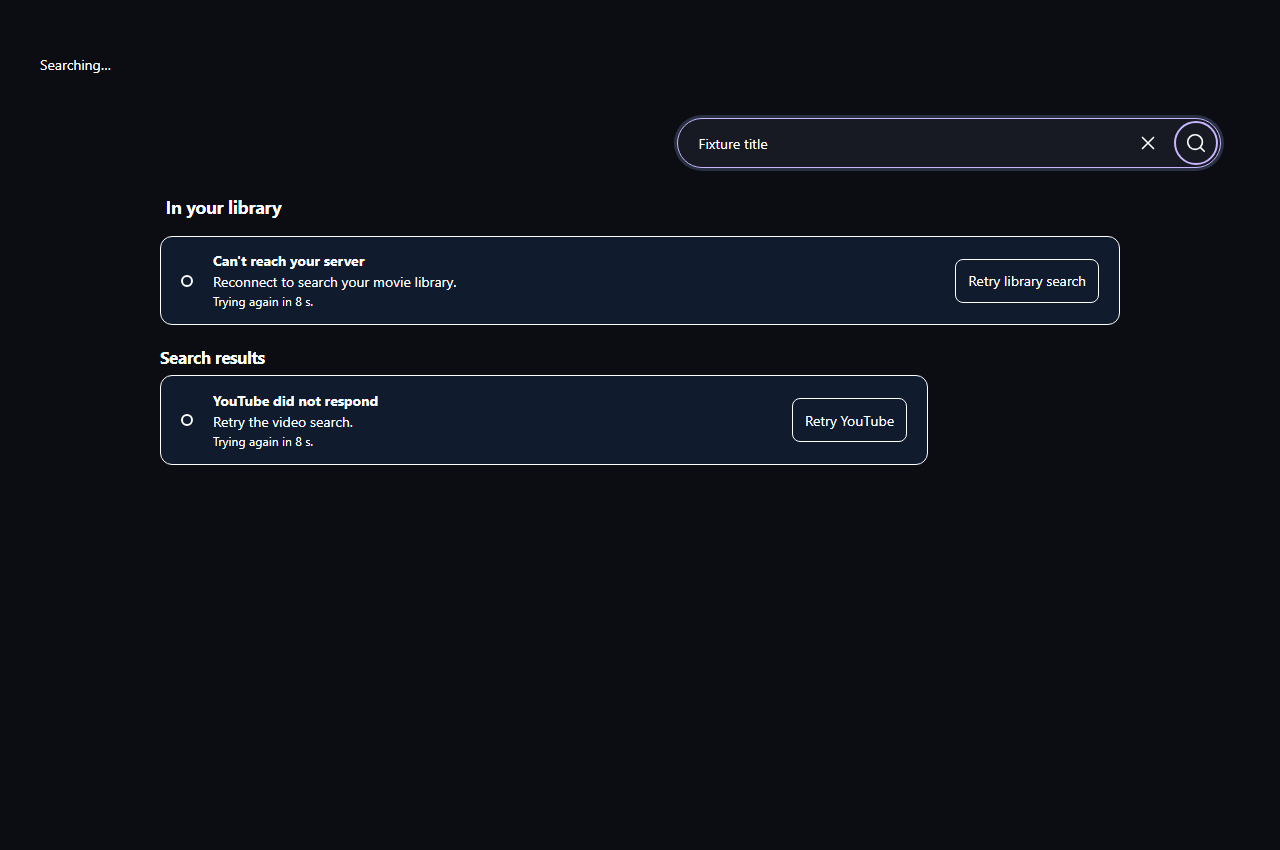 Searching...
Fixture title
In your library
Can't reach your server
Reconnect to search your movie library.
Trying again in 8 s.
Retry library search
Search results
YouTube did not respond
Retry the video search.
Trying again in 8 s.
Retry YouTube